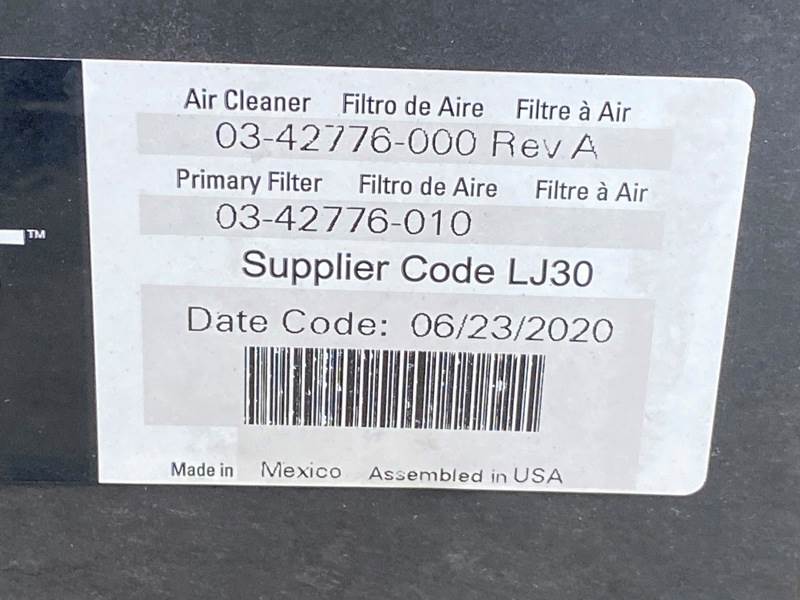 Air Cleaner Filtro de Aire Filtre à Air
03-42776-000 Rev A
Primary Filter Filtro de Aire Filtre à Air
03-42776-010
TM
Supplier Code LJ30
Date Code: 06/23/2020
Made in Mexico Assembled in USA